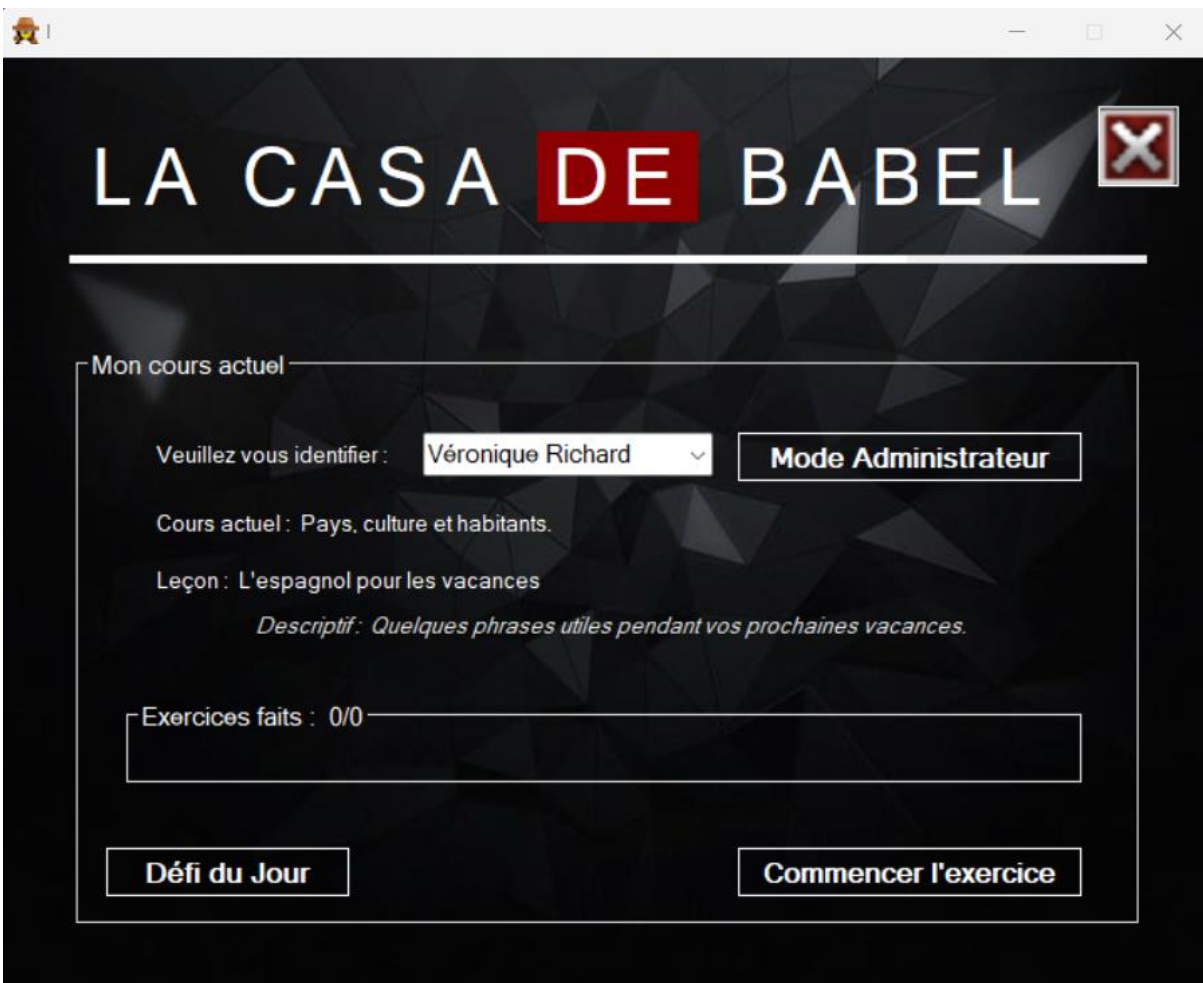 LA CASA DE BABEL
Mon cours actuel
Veuillez vous identifier : Véronique Richard Mode Administrateur
Cours actuel : Pays, culture et habitants.
Leçon : L'espagnol pour les vacances
Descriptif : Quelques phrases utiles pendant vos prochaines vacances.
Exercices faits : 0/0
Défi du Jour Commencer l'exercice